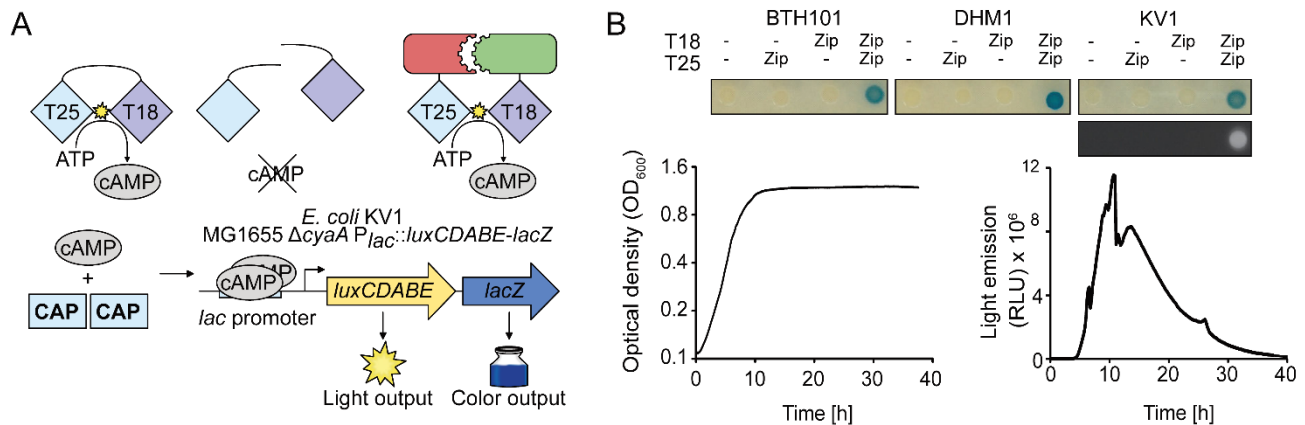 A
T25
T18
ATP
cAMP
cAMP
T25
T18
ATP
cAMP
E. coli KV1
MG1655 ΔcyaA Plac::luxCDABE-lacZ
cAMP
+
CAP
CAP
cAMP
AMP
lac promoter
luxCDABE
lacZ
Light output
Color output
B
BTH101
DHM1
KV1
T18 - - Zip Zip - - Zip Zip - - Zip Zip
T25 - Zip - Zip - Zip - Zip - Zip - Zip
Optical density (OD600)
1.6
0.8
0.4
0.2
0.1
0 10 20 30 40
Time [h]
Light emission
(RLU) x 10⁶
12
8
4
0
0 10 20 30 40
Time [h]